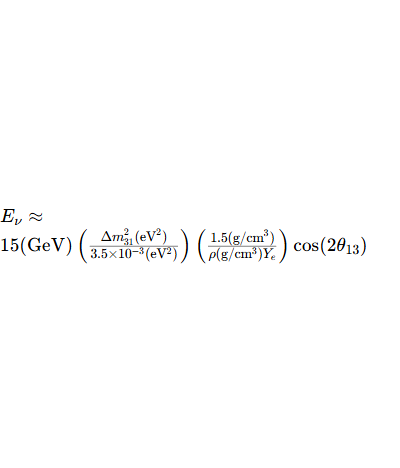 E_ν ≈
15(GeV) (Δm²₃₁(eV²) / 3.5×10⁻³(eV²)) (1.5(g/cm³) / ρ(g/cm³)Y_e) cos(2θ₁₃)